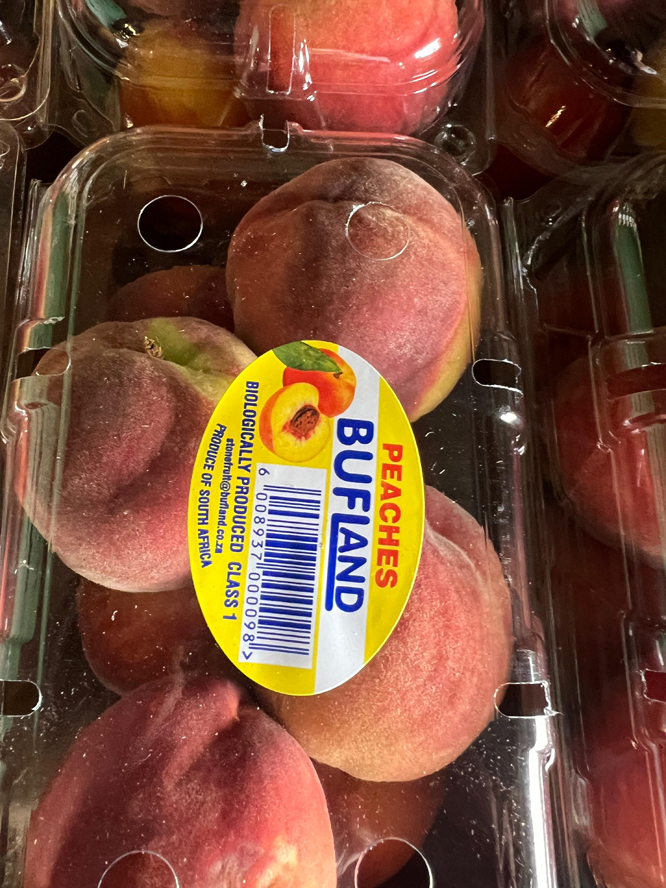 PEACHES
BUFLAND
6 008937 000098 >
BIOLOGICALLY PRODUCED CLASS 1
stonefruit@bufland.co.za
PRODUCE OF SOUTH AFRICA